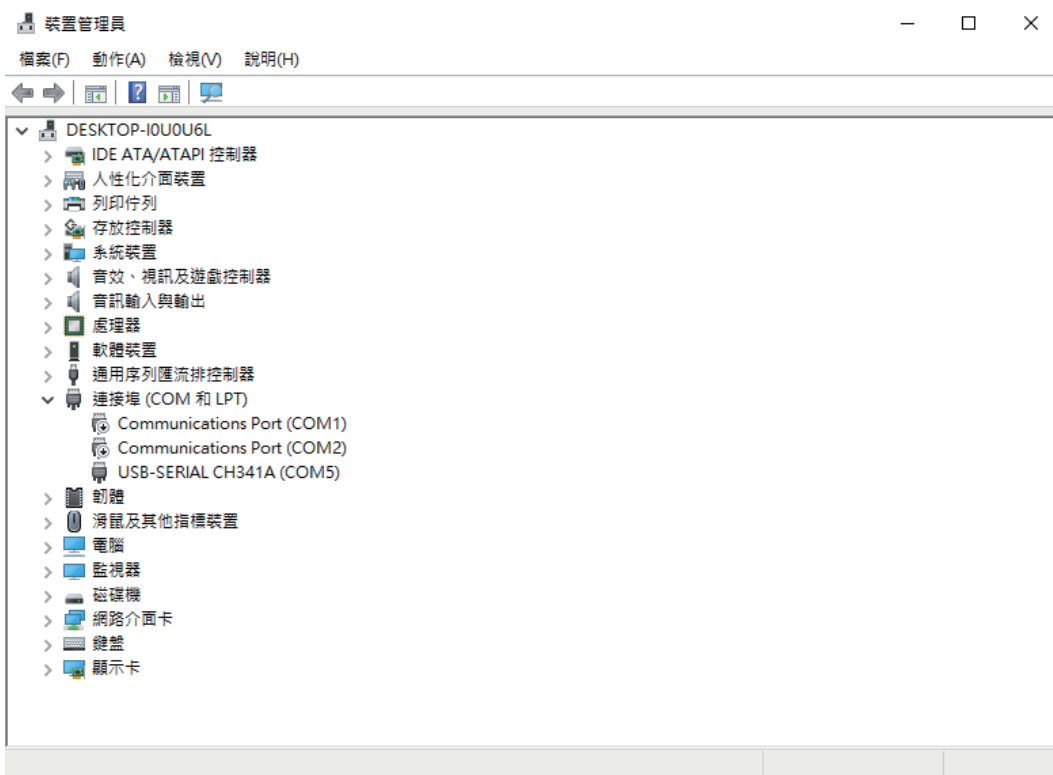 裝置管理員
檔案(F) 動作(A) 檢視(V) 說明(H)
DESKTOP-I0U0U6L
IDE ATA/ATAPI 控制器
人性化介面裝置
列印佇列
存放控制器
系統裝置
音效、視訊及遊戲控制器
音訊輸入與輸出
處理器
軟體裝置
通用序列匯流排控制器
連接埠 (COM 和 LPT)
Communications Port (COM1)
Communications Port (COM2)
USB-SERIAL CH341A (COM5)
韌體
滑鼠及其他指標裝置
電腦
監視器
磁碟機
網路介面卡
鍵盤
顯示卡